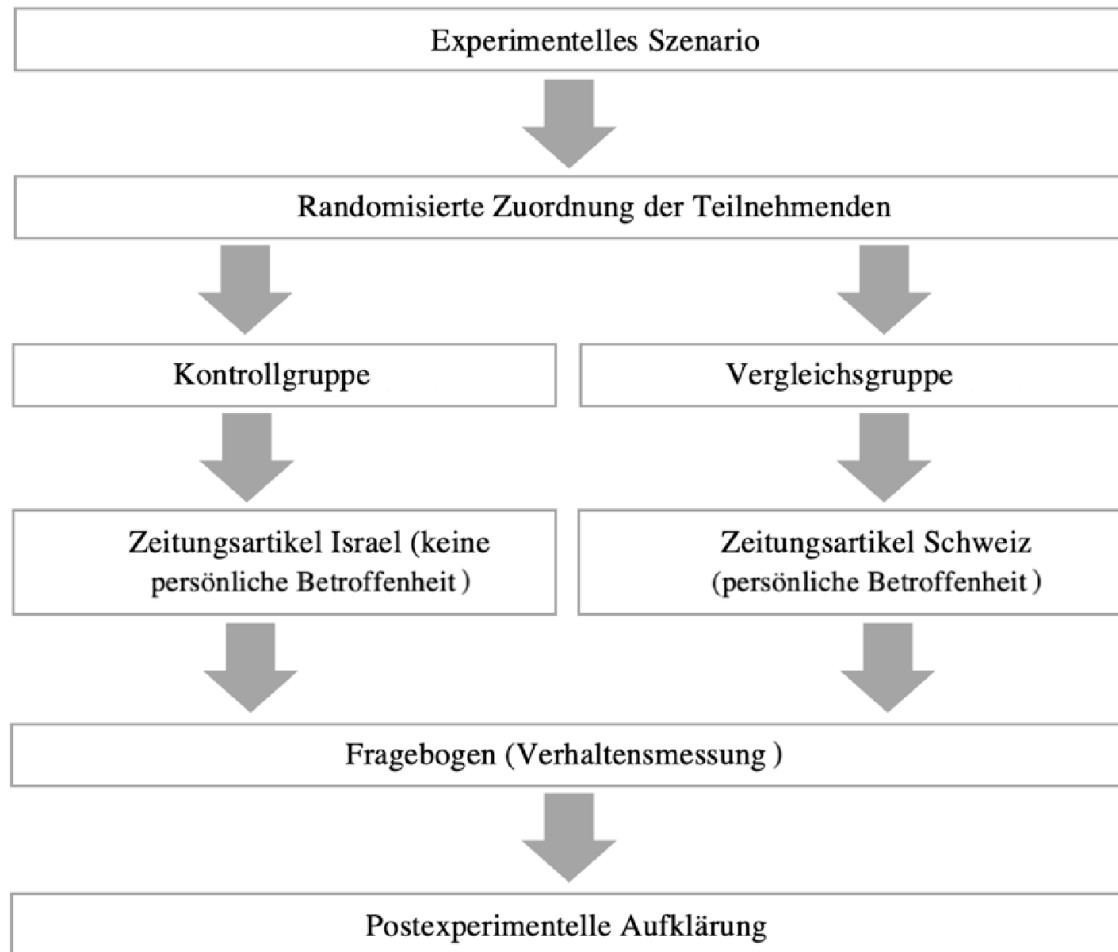 Experimentelles Szenario
Randomisierte Zuordnung der Teilnehmenden
Kontrollgruppe
Vergleichsgruppe
Zeitungsartikel Israel (keine
persönliche Betroffenheit )
Zeitungsartikel Schweiz
(persönliche Betroffenheit )
Fragebogen (Verhaltensmessung )
Postexperimentelle Aufklärung